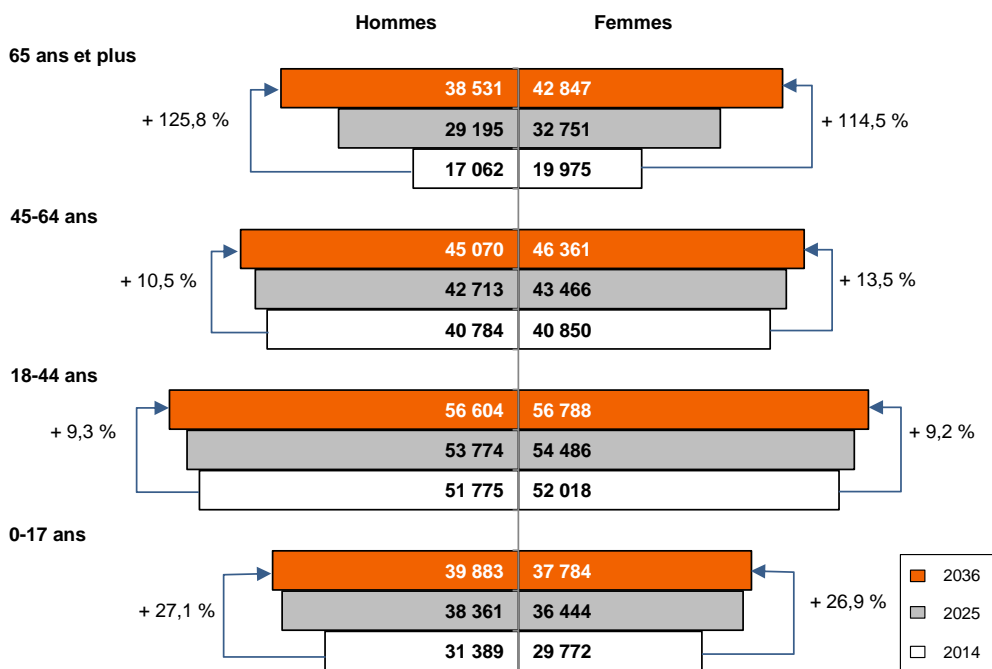 Hommes Femmes
65 ans et plus
38 531 42 847
+ 125,8 % + 114,5 %
29 195 32 751
17 062 19 975
45-64 ans
45 070 46 361
+ 10,5 % + 13,5 %
42 713 43 466
40 784 40 850
18-44 ans
56 604 56 788
+ 9,3 % + 9,2 %
53 774 54 486
51 775 52 018
0-17 ans
39 883 37 784
+ 27,1 % + 26,9 %
38 361 36 444
31 389 29 772
2036
2025
2014